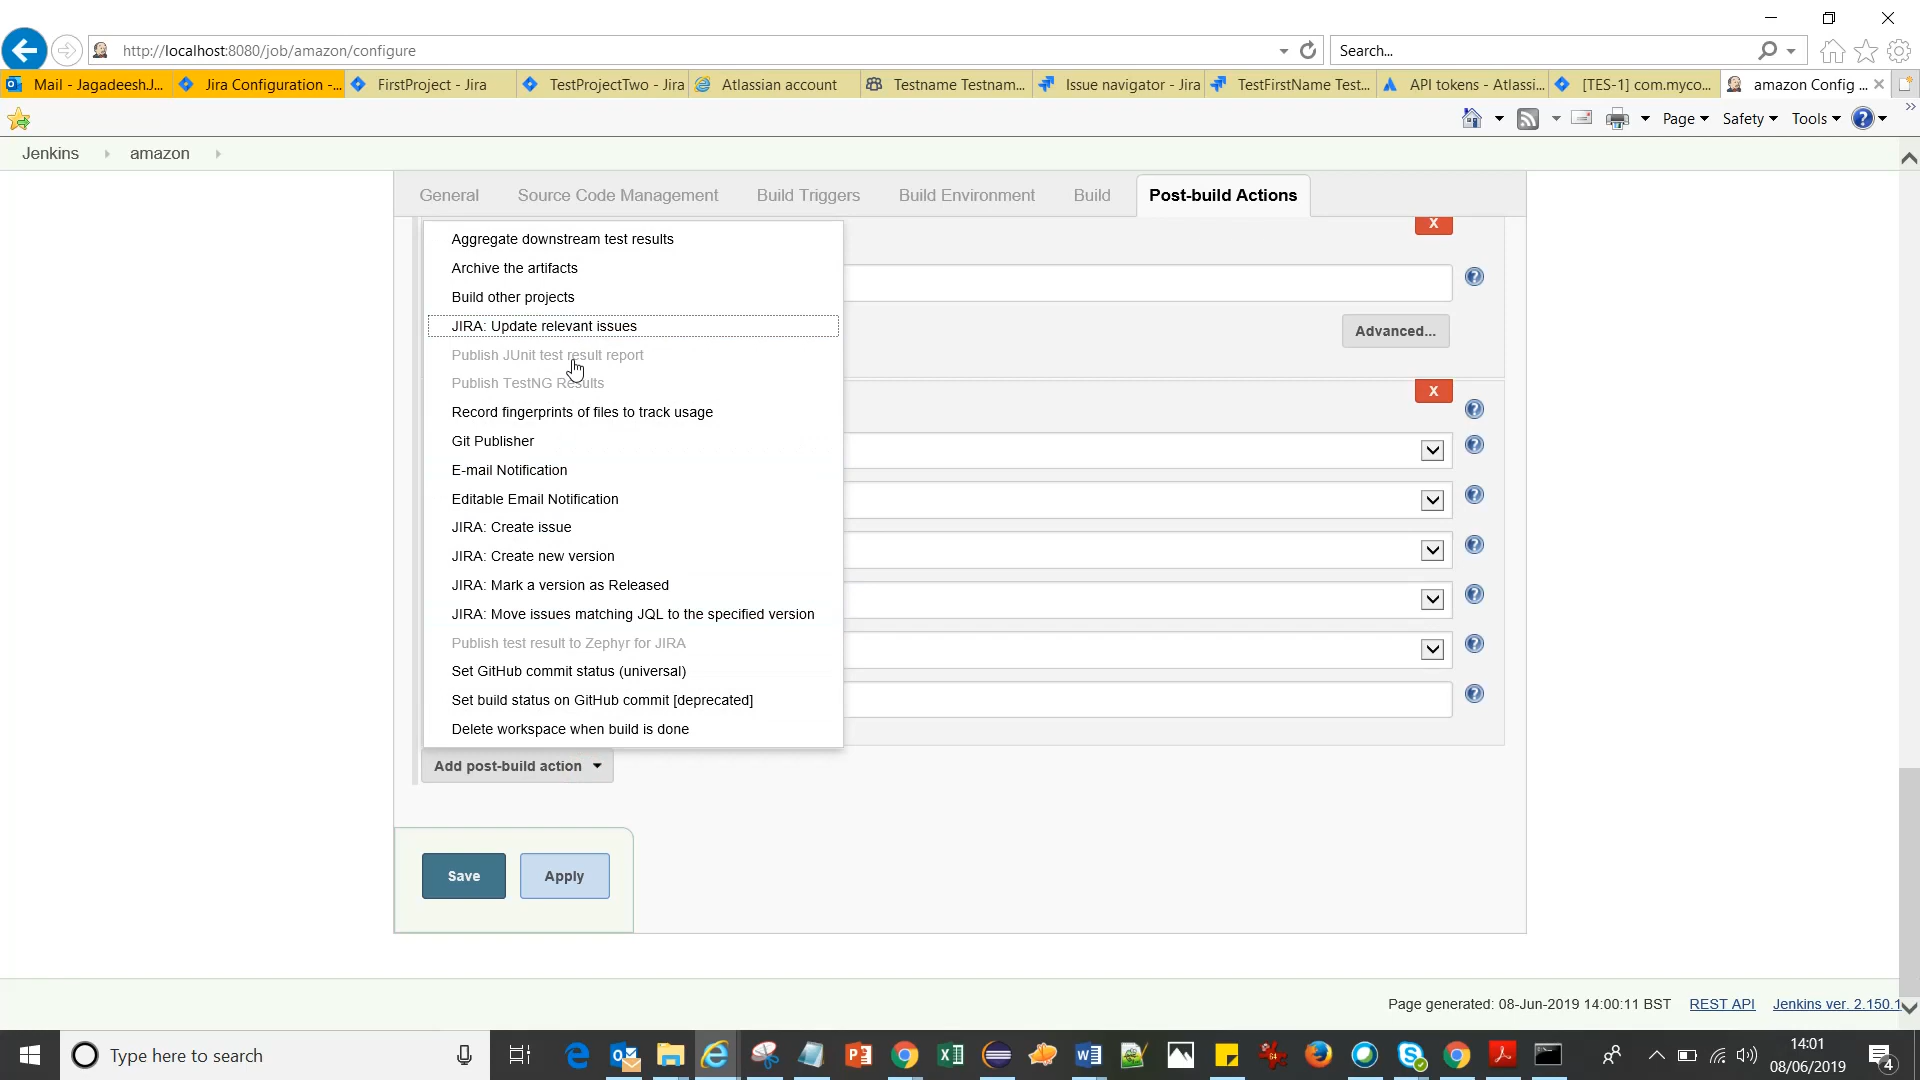 http://localhost:8080/job/amazon/configure
Search...
Mail - Jagadeesh.J...
Jira Configuration -...
FirstProject - Jira
TestProjectTwo - Jira
Atlassian account
Testname Testnam...
Issue navigator - Jira
TestFirstName Test...
API tokens - Atlassi...
[TES-1] com.myco...
amazon Config ...
Page
Safety
Tools
Jenkins
amazon
General
Source Code Management
Build Triggers
Build Environment
Build
Post-build Actions
X
Aggregate downstream test results
Archive the artifacts
Build other projects
JIRA: Update relevant issues
Advanced...
Publish JUnit test result report
Publish TestNG Results
X
Record fingerprints of files to track usage
Git Publisher
E-mail Notification
Editable Email Notification
JIRA: Create issue
JIRA: Create new version
JIRA: Mark a version as Released
JIRA: Move issues matching JQL to the specified version
Publish test result to Zephyr for JIRA
Set GitHub commit status (universal)
Set build status on GitHub commit [deprecated]
Delete workspace when build is done
Add post-build action
Save
Apply
Page generated: 08-Jun-2019 14:00:11 BST
REST API
Jenkins ver. 2.150.1
Type here to search
14:01
08/06/2019
4